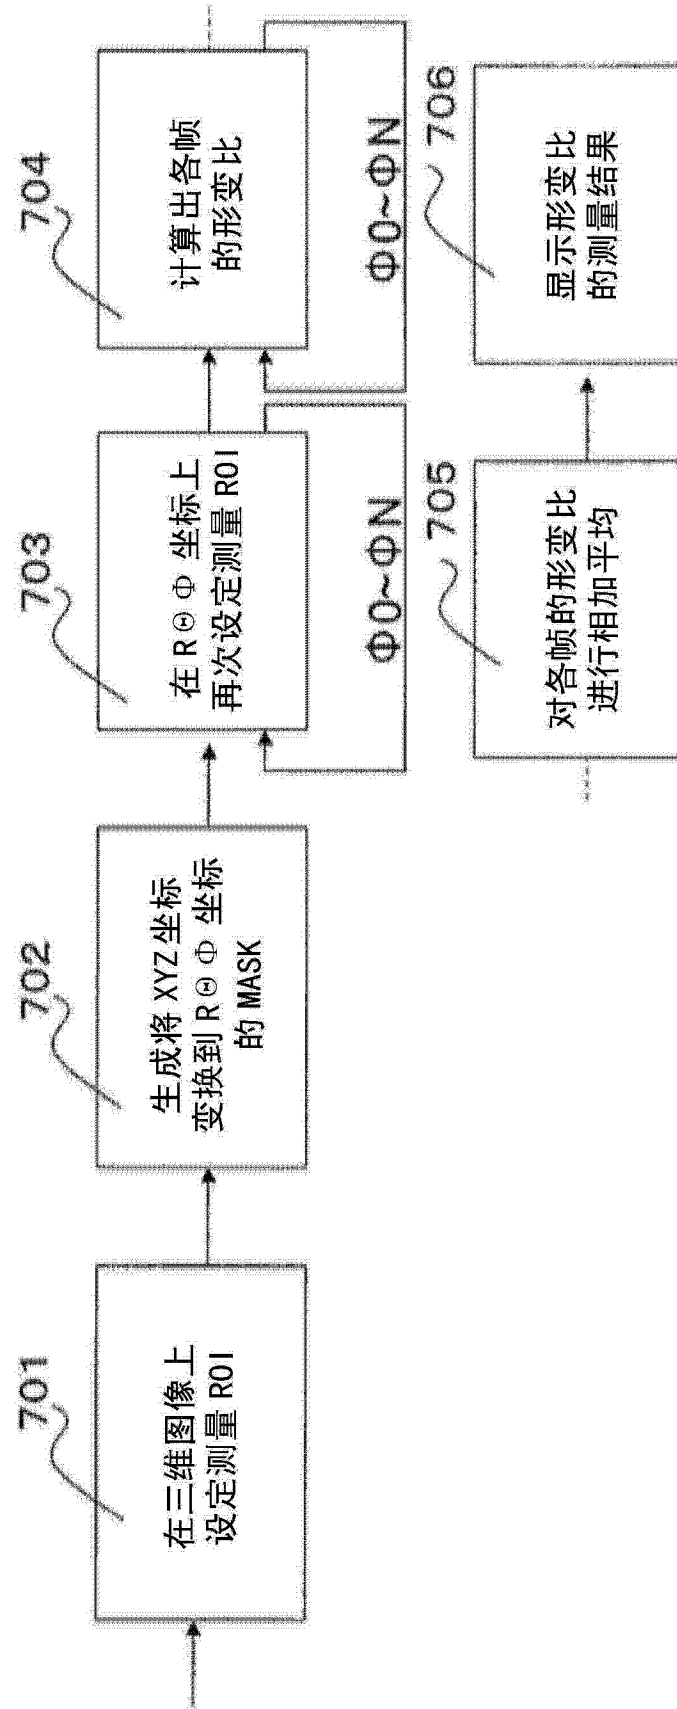 701
在三维图像上
设定测量 ROI
702
生成将 XYZ 坐标
变换到 RΘΦ 坐标
的 MASK
703
在 RΘΦ 坐标上
再次设定测量 ROI
Φ0~ΦN
704
计算出各帧
的形变比
Φ0~ΦN
705
对各帧的形变比
进行相加平均
706
显示形变比
的测量结果